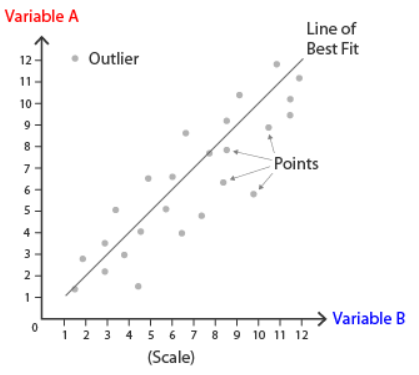 Variable A
Line of
Best Fit
Outlier
12
11
10
9
8
7
6
5
4
3
2
1
Points
0
1 2 3 4 5 6 7 8 9 10 11 12
Variable B
(Scale)